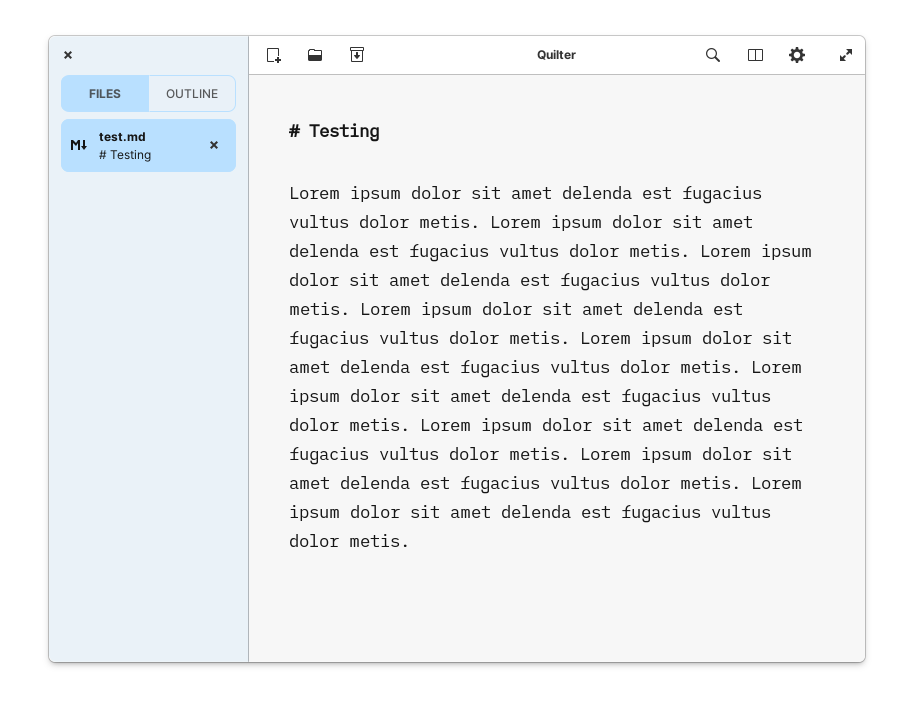 Quilter
FILES
OUTLINE
M↓
test.md
# Testing
# Testing
Lorem ipsum dolor sit amet delenda est fugacius
vultus dolor metis. Lorem ipsum dolor sit amet
delenda est fugacius vultus dolor metis. Lorem ipsum
dolor sit amet delenda est fugacius vultus dolor
metis. Lorem ipsum dolor sit amet delenda est
fugacius vultus dolor metis. Lorem ipsum dolor sit
amet delenda est fugacius vultus dolor metis. Lorem
ipsum dolor sit amet delenda est fugacius vultus
dolor metis. Lorem ipsum dolor sit amet delenda est
fugacius vultus dolor metis. Lorem ipsum dolor sit
amet delenda est fugacius vultus dolor metis. Lorem
ipsum dolor sit amet delenda est fugacius vultus
dolor metis.